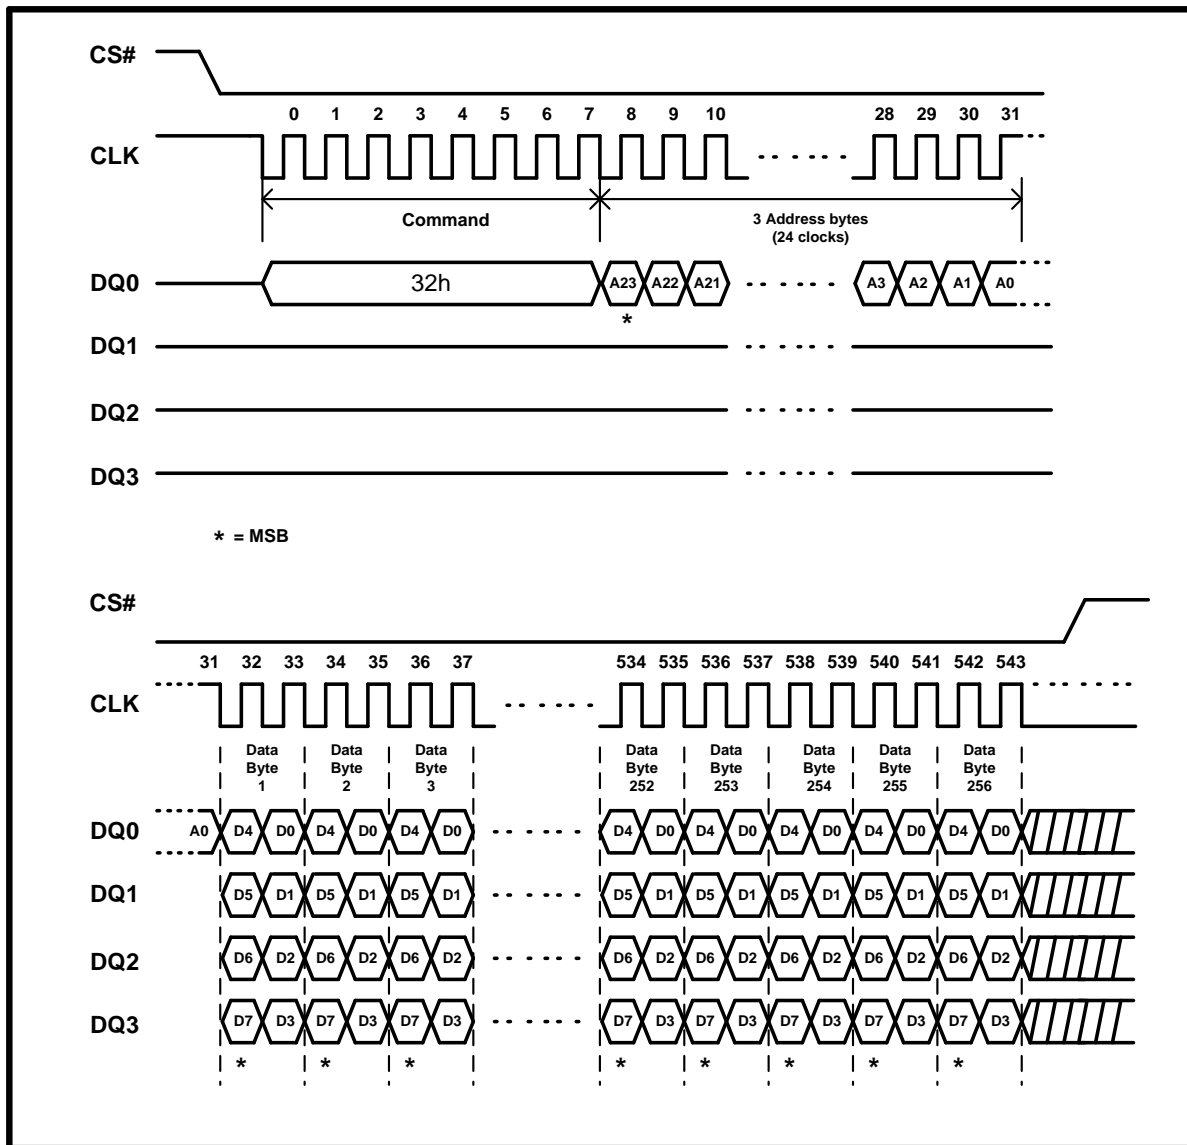 CS#
0 1 2 3 4 5 6 7 8 9 10 28 29 30 31
CLK
Command
3 Address bytes
(24 clocks)
DQ0 32h A23 A22 A21 A3 A2 A1 A0
*
DQ1
DQ2
DQ3
* = MSB
CS#
31 32 33 34 35 36 37 534 535 536 537 538 539 540 541 542 543
CLK
Data Data Data Data Data Data Data Data
Byte Byte Byte Byte Byte Byte Byte Byte
1 2 3 252 253 254 255 256
DQ0 A0 D4 D0 D4 D0 D4 D0 D4 D0 D4 D0 D4 D0 D4 D0 D4 D0
DQ1 D5 D1 D5 D1 D5 D1 D5 D1 D5 D1 D5 D1 D5 D1 D5 D1
DQ2 D6 D2 D6 D2 D6 D2 D6 D2 D6 D2 D6 D2 D6 D2 D6 D2
DQ3 D7 D3 D7 D3 D7 D3 D7 D3 D7 D3 D7 D3 D7 D3 D7 D3
* * * * * * * *